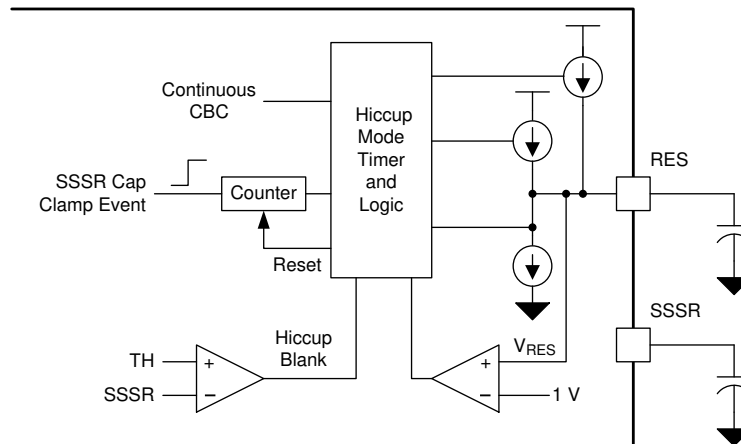 Continuous
CBC
Hiccup
Mode
Timer
and
Logic
RES
SSSR Cap
Clamp Event
Counter
Reset
SSSR
Hiccup
Blank
TH
+
SSSR
−
VRES
+
−
1 V